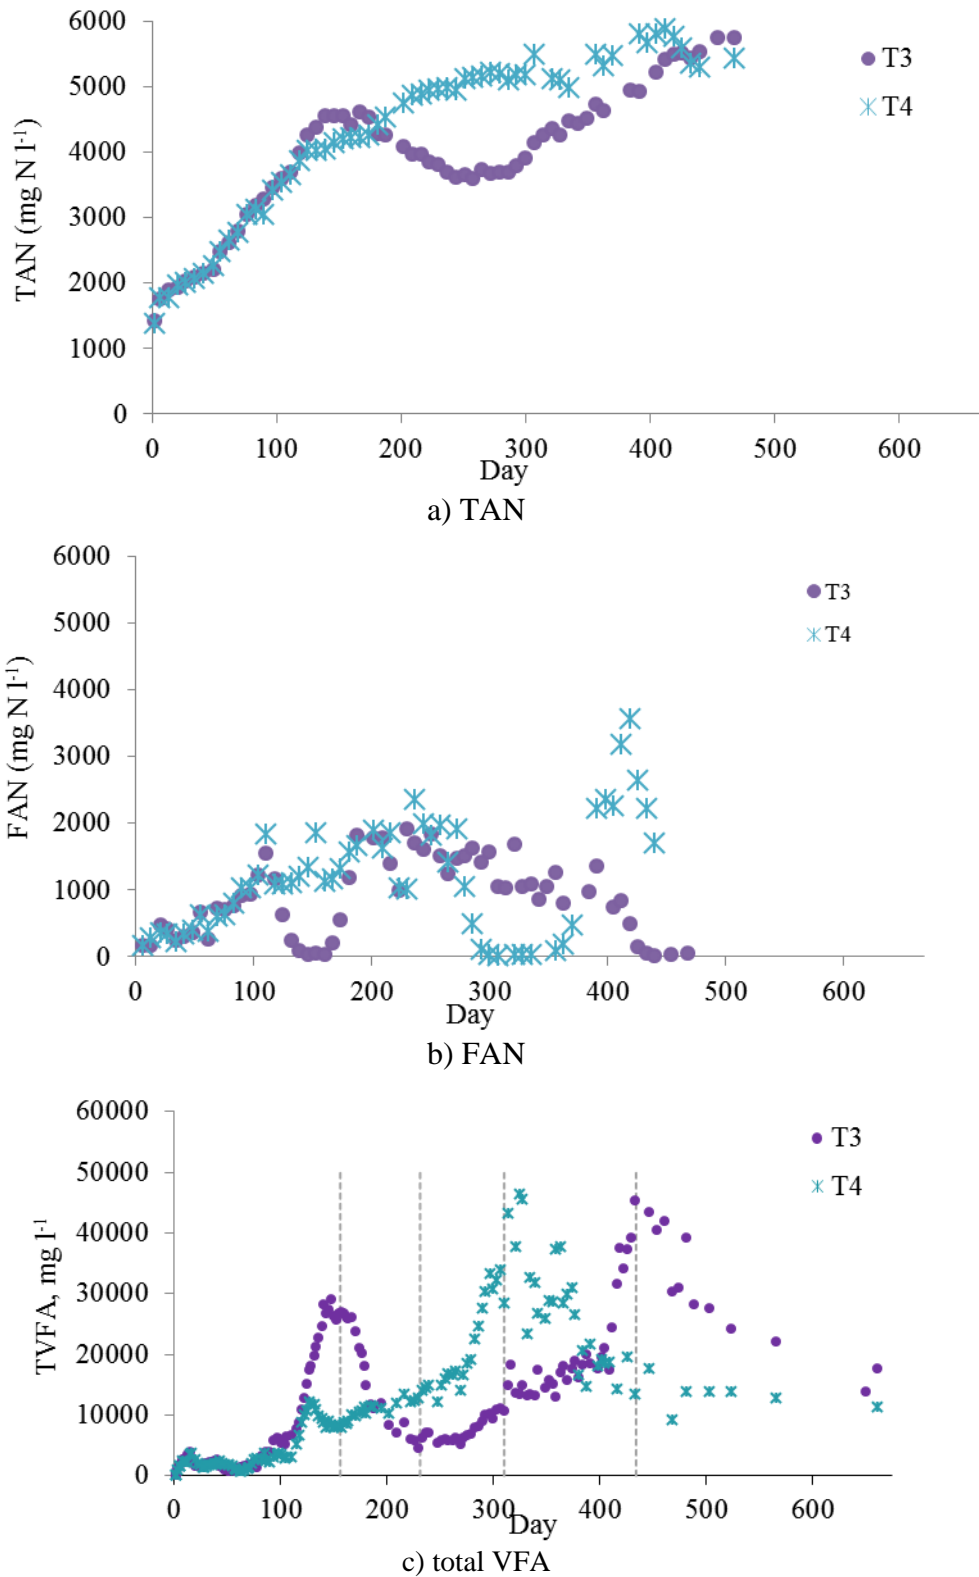 6000
5000
4000
3000
2000
1000
0
TAN (mg N l-1)
T3
T4
0 100 200 300 400 500 600
Day
a) TAN
6000
5000
4000
3000
2000
1000
0
FAN (mg N l-1)
T3
T4
0 100 200 300 400 500 600
Day
b) FAN
60000
50000
40000
30000
20000
10000
0
TVFA, mg l-1
T3
T4
0 100 200 300 400 500 600
Day
c) total VFA